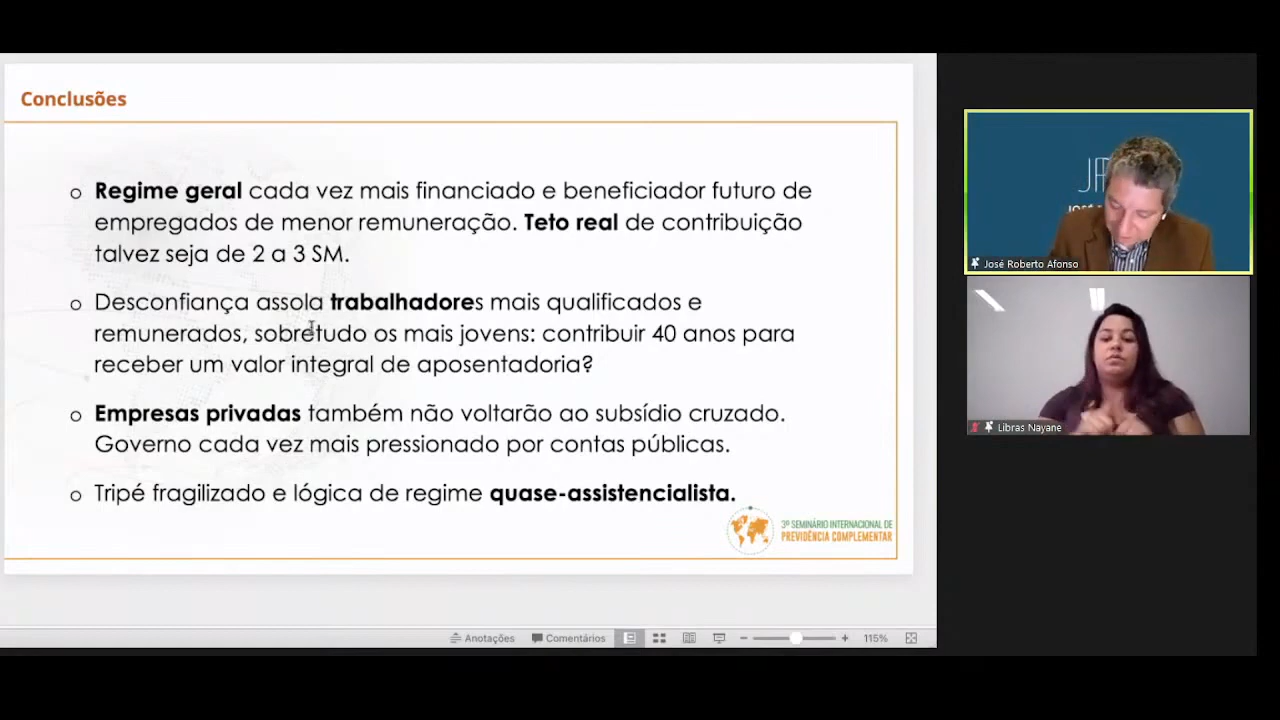 Conclusões
o Regime geral cada vez mais financiado e beneficiador futuro de
empregados de menor remuneração. Teto real de contribuição
talvez seja de 2 a 3 SM.
o Desconfiança assola trabalhadores mais qualificados e
remunerados, sobretudo os mais jovens: contribuir 40 anos para
receber um valor integral de aposentadoria?
o Empresas privadas também não voltarão ao subsídio cruzado.
Governo cada vez mais pressionado por contas públicas.
o Tripé fragilizado e lógica de regime quase-assistencialista.
3º SEMINÁRIO INTERNACIONAL DE
PREVIDÊNCIA COMPLEMENTAR
Anotações
Comentários
115%
José Roberto Afonso
Libras Nayane